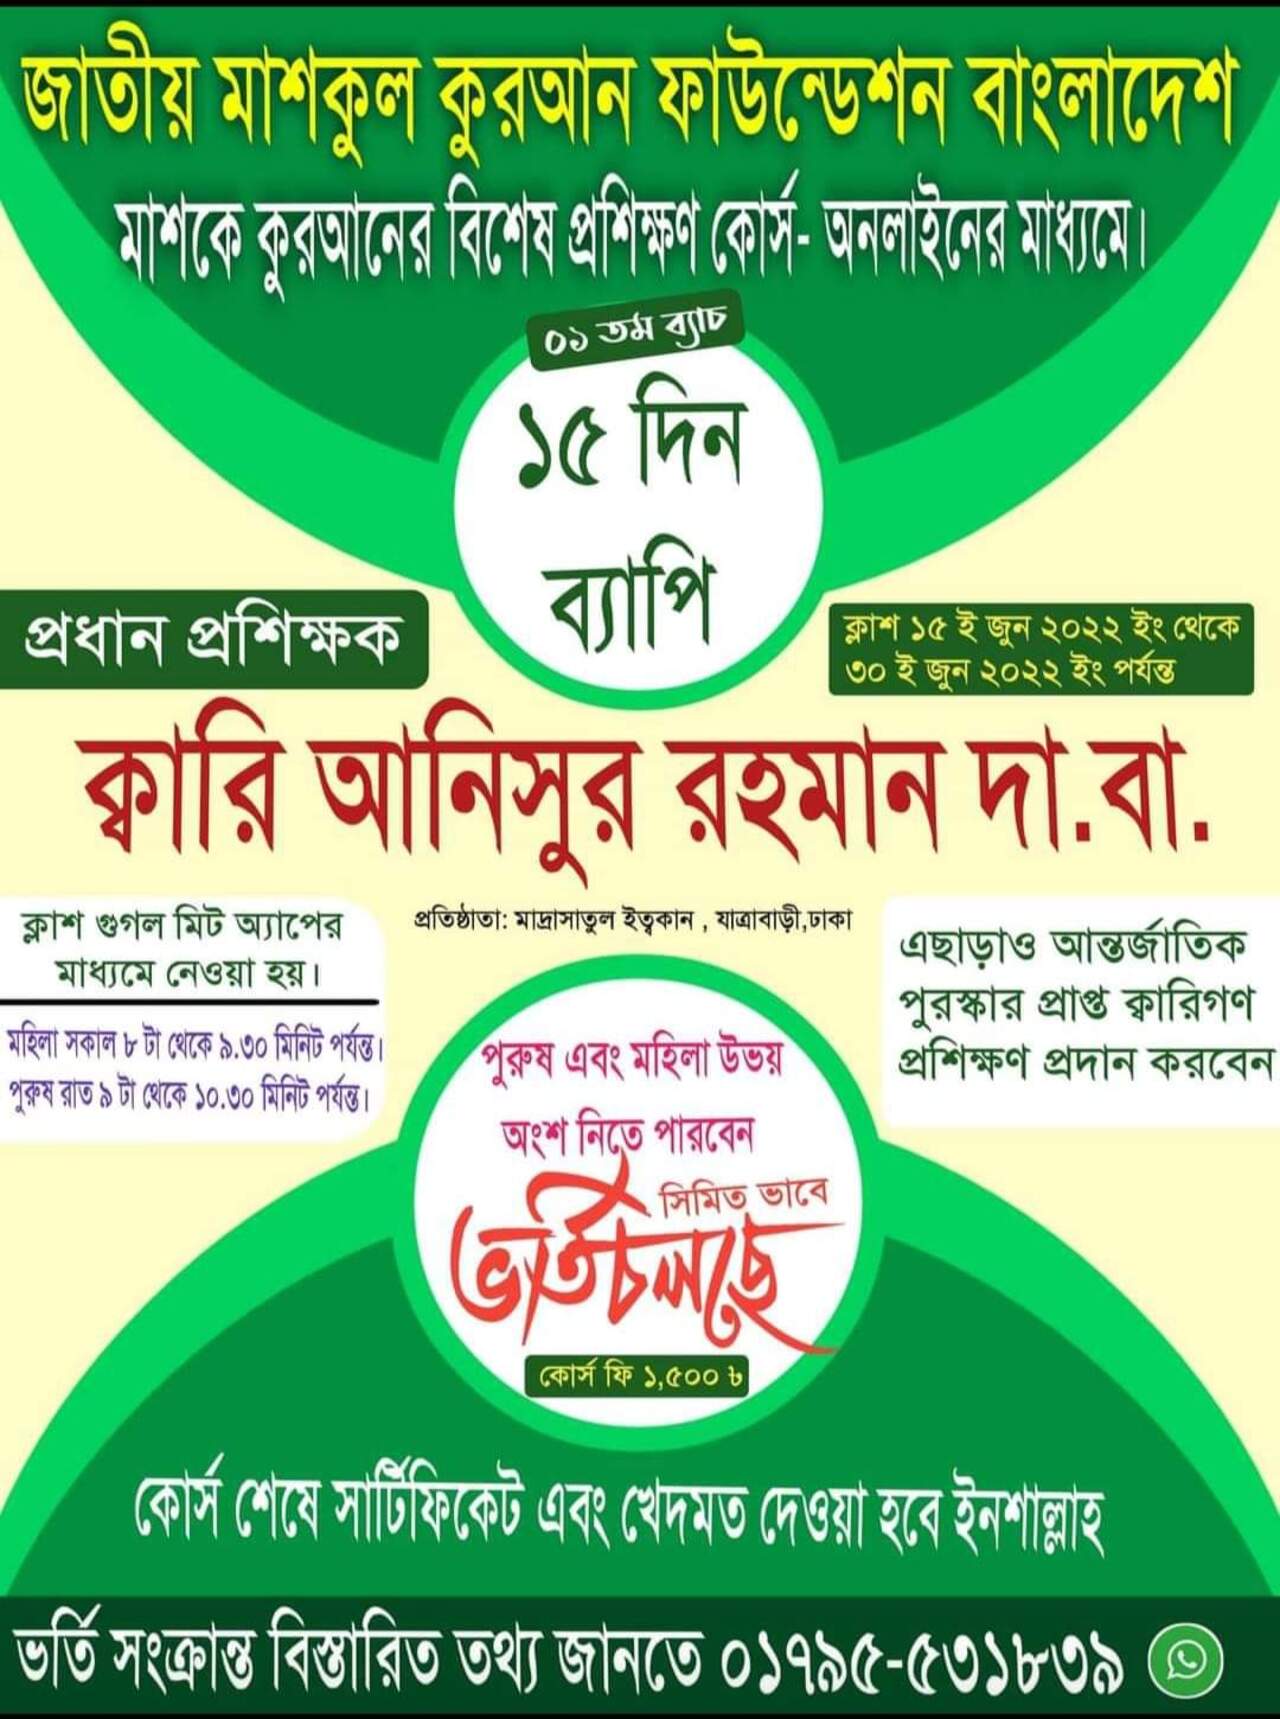 জাতীয় মাশকুল কুরআন ফাউন্ডেশন বাংলাদেশ
মাশকে কুরআনের বিশেষ প্রশিক্ষণ কোর্স- অনলাইনের মাধ্যমে।
০১ তম ব্যাচ
১৫ দিন
ব্যাপি
প্রধান প্রশিক্ষক
ক্লাশ ১৫ ই জুন ২০২২ ইং থেকে
৩০ ই জুন ২০২২ ইং পর্যন্ত
ক্বারি আনিসুর রহমান দা.বা.
প্রতিষ্ঠাতা: মাদ্রাসাতুল ইত্বকান , যাত্রাবাড়ী,ঢাকা
ক্লাশ গুগল মিট অ্যাপের
মাধ্যমে নেওয়া হয়।
মহিলা সকাল ৮ টা থেকে ৯.৩০ মিনিট পর্যন্ত।
পুরুষ রাত ৯ টা থেকে ১০.৩০ মিনিট পর্যন্ত।
এছাড়াও আন্তর্জাতিক
পুরস্কার প্রাপ্ত ক্বারিগণ
প্রশিক্ষণ প্রদান করবেন
পুরুষ এবং মহিলা উভয়
অংশ নিতে পারবেন
সিমিত ভাবে
ভর্তি চলছে
কোর্স ফি ১,৫০০ ৳
কোর্স শেষে সার্টিফিকেট এবং খেদমত দেওয়া হবে ইনশাল্লাহ
ভর্তি সংক্রান্ত বিস্তারিত তথ্য জানতে ০১৭৯৫-৫৩১৮৩৯